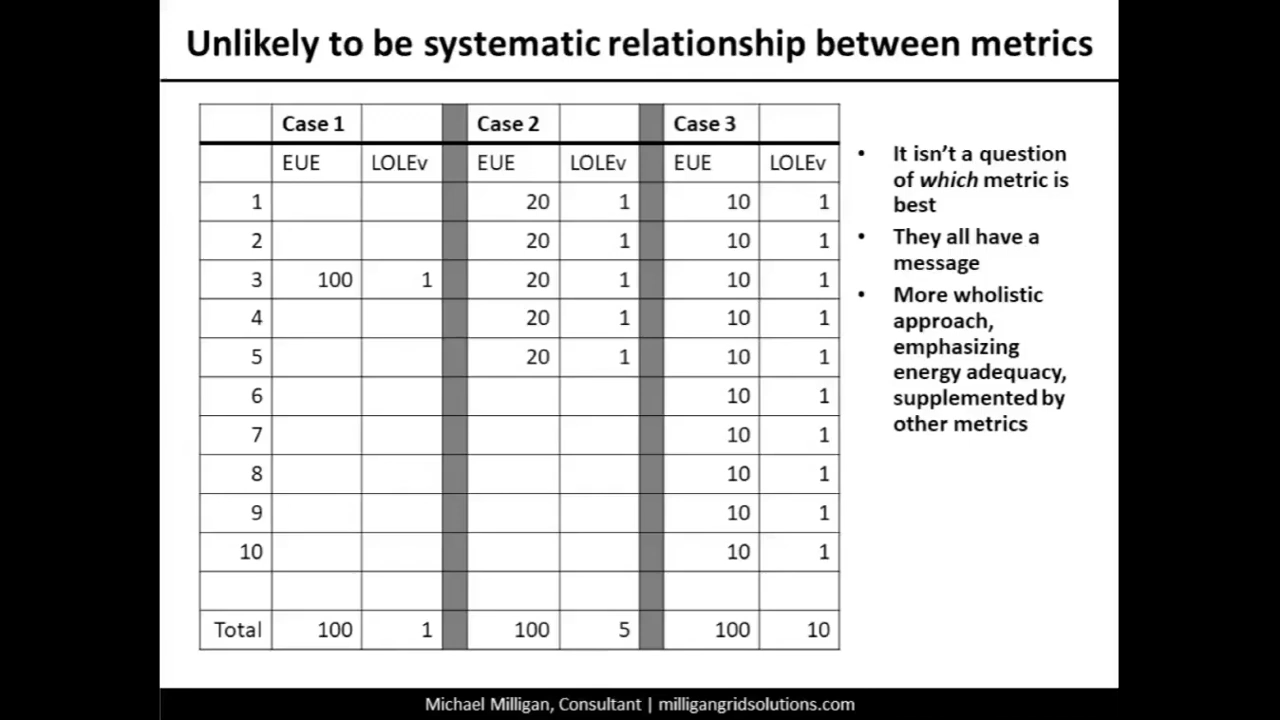 Unlikely to be systematic relationship between metrics
Case 1 Case 2 Case 3
EUE LOLEv EUE LOLEv EUE LOLEv
1 20 1 10 1
2 20 1 10 1
3 100 1 20 1 10 1
4 20 1 10 1
5 20 1 10 1
6 10 1
7 10 1
8 10 1
9 10 1
10 10 1
Total 100 1 100 5 100 10
• It isn’t a question
of which metric is
best
• They all have a
message
• More wholistic
approach,
emphasizing
energy adequacy,
supplemented by
other metrics
Michael Milligan, Consultant | milligangridsolutions.com